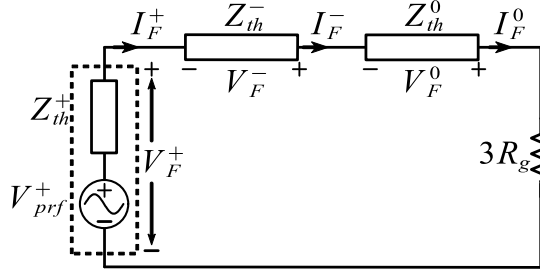 I_F^+ Z_th^- I_F^- Z_th^0 I_F^0
+ − + − +
Z_th^+ V_F^- V_F^0
V_F^+ 3R_g
V_prf^+ +
−
−